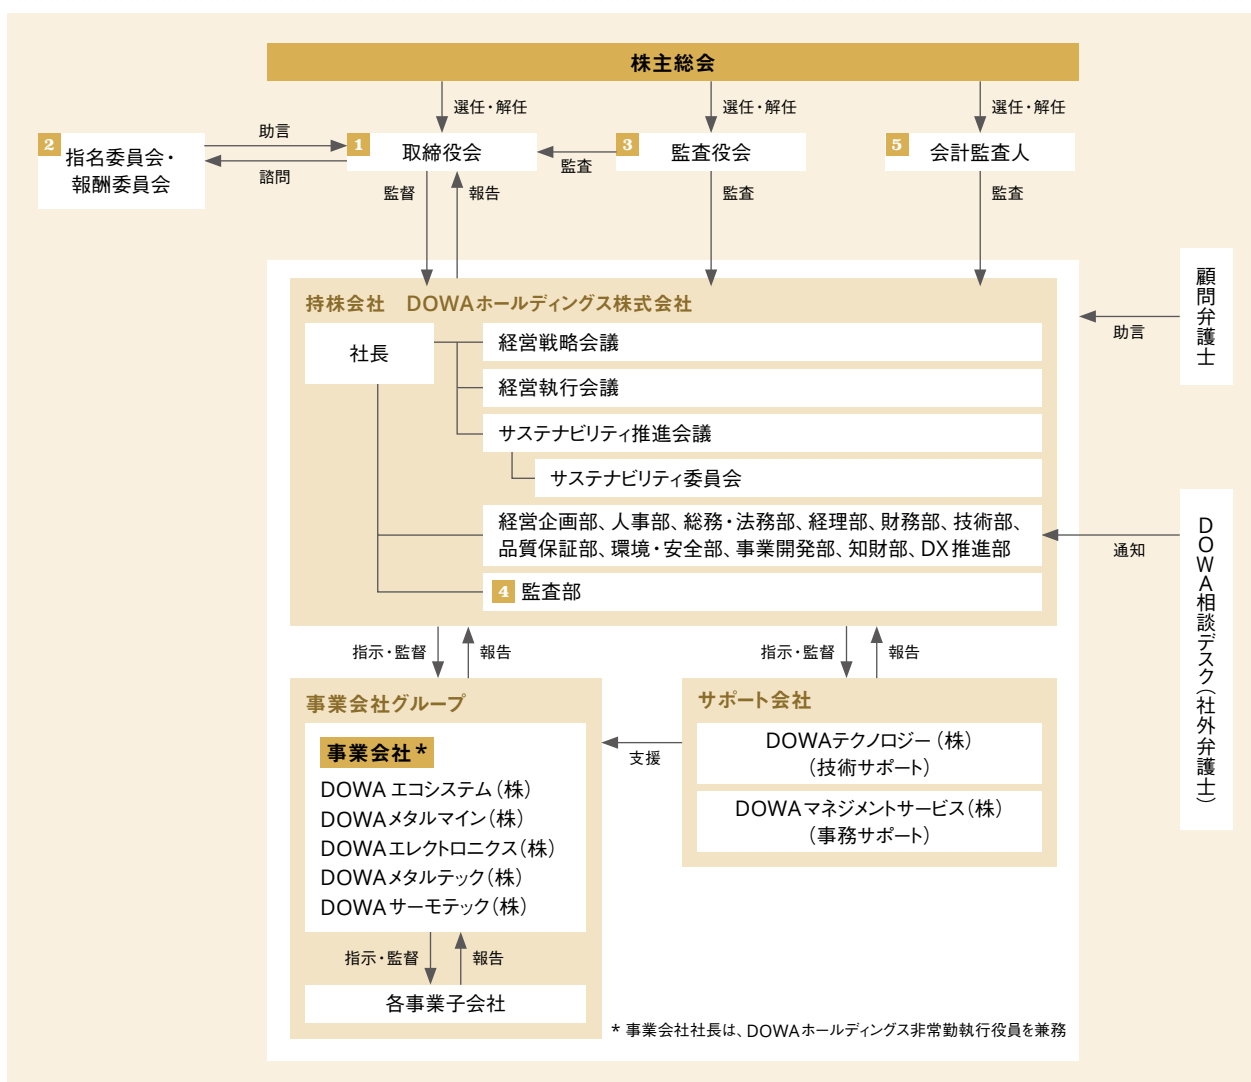 株主総会
選任・解任
選任・解任
選任・解任
2
指名委員会・
報酬委員会
助言
諮問
1
取締役会
監査
3
監査役会
5
会計監査人
監督
報告
監査
監査
持株会社 DOWAホールディングス株式会社
社長
経営戦略会議
経営執行会議
サステナビリティ推進会議
サステナビリティ委員会
経営企画部、人事部、総務・法務部、経理部、財務部、技術部、
品質保証部、環境・安全部、事業開発部、知財部、DX推進部
4
監査部
助言
顧問弁護士
通知
DOWA相談デスク(社外弁護士)
指示・監督
報告
指示・監督
報告
事業会社グループ
事業会社*
DOWAエコシステム(株)
DOWAメタルマイン(株)
DOWAエレクトロニクス(株)
DOWAメタルテック(株)
DOWAサーモテック(株)
指示・監督
報告
各事業子会社
支援
サポート会社
DOWAテクノロジー(株)
(技術サポート)
DOWAマネジメントサービス(株)
(事務サポート)
* 事業会社社長は、DOWAホールディングス非常勤執行役員を兼務